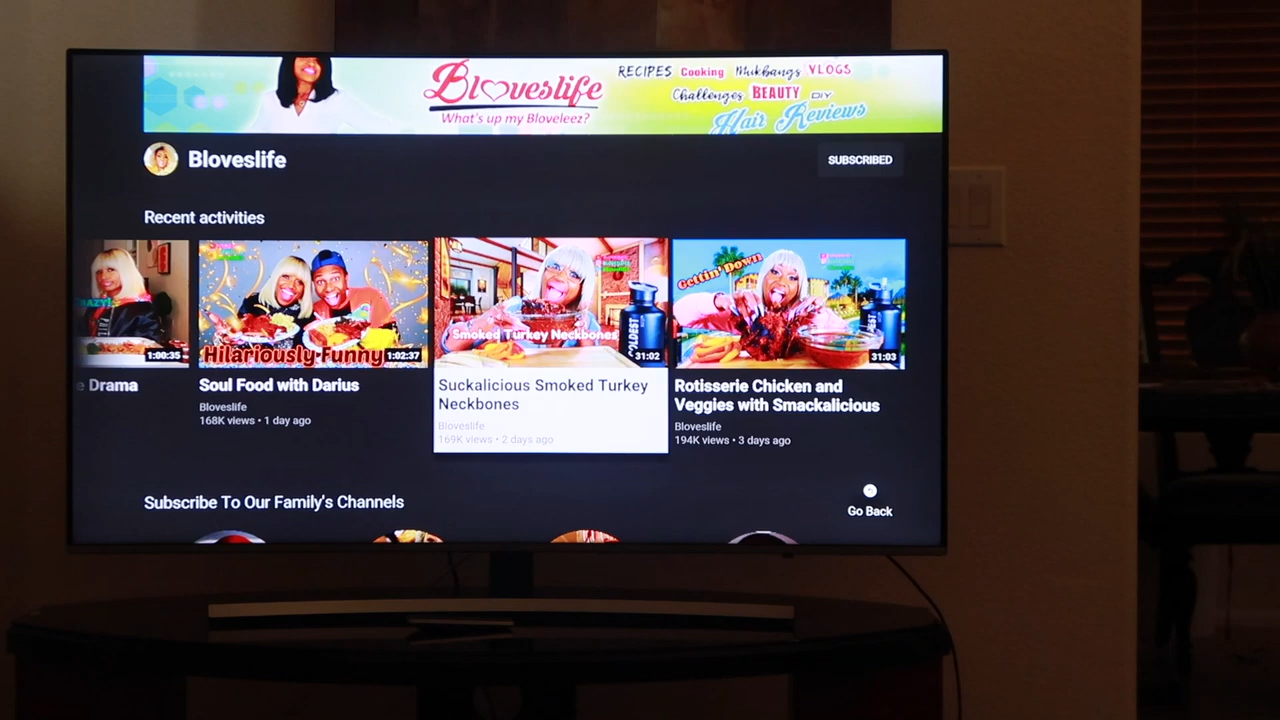 Bloveslife
What's up my Bloveleez?
RECIPES Cooking Mukbangs VLOGS
Challenges BEAUTY DIY
Hair Reviews
Bloveslife
SUBSCRIBED
Recent activities
1:00:35
e Drama
Hilariously Funny
1:02:37
Soul Food with Darius
Bloveslife
168K views • 1 day ago
Smoked Turkey Neckbones
COLDEST
31:02
Suckalicious Smoked Turkey
Neckbones
Bloveslife
169K views • 2 days ago
Gettin' Down
31:03
Rotisserie Chicken and
Veggies with Smackalicious
Bloveslife
194K views • 3 days ago
Subscribe To Our Family's Channels
Go Back